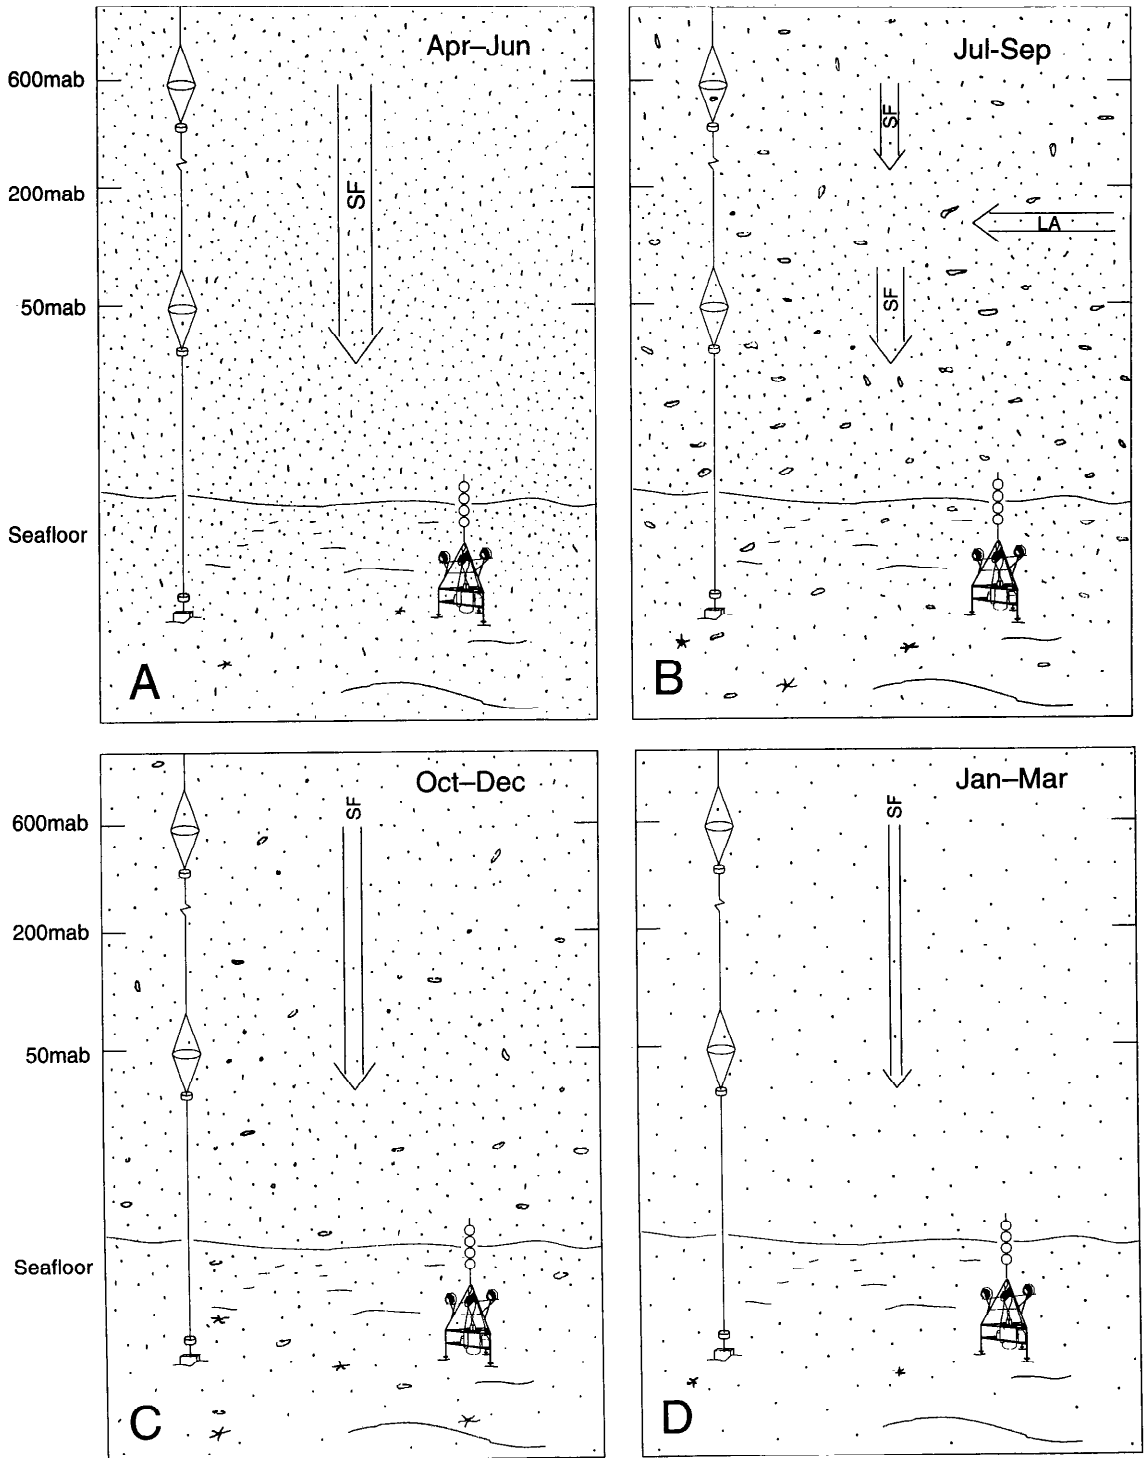 Apr–Jun
600mab
SF
200mab
50mab
Seafloor
A
Jul-Sep
SF
LA
SF
B
Oct–Dec
SF
600mab
200mab
50mab
Seafloor
C
Jan–Mar
SF
D